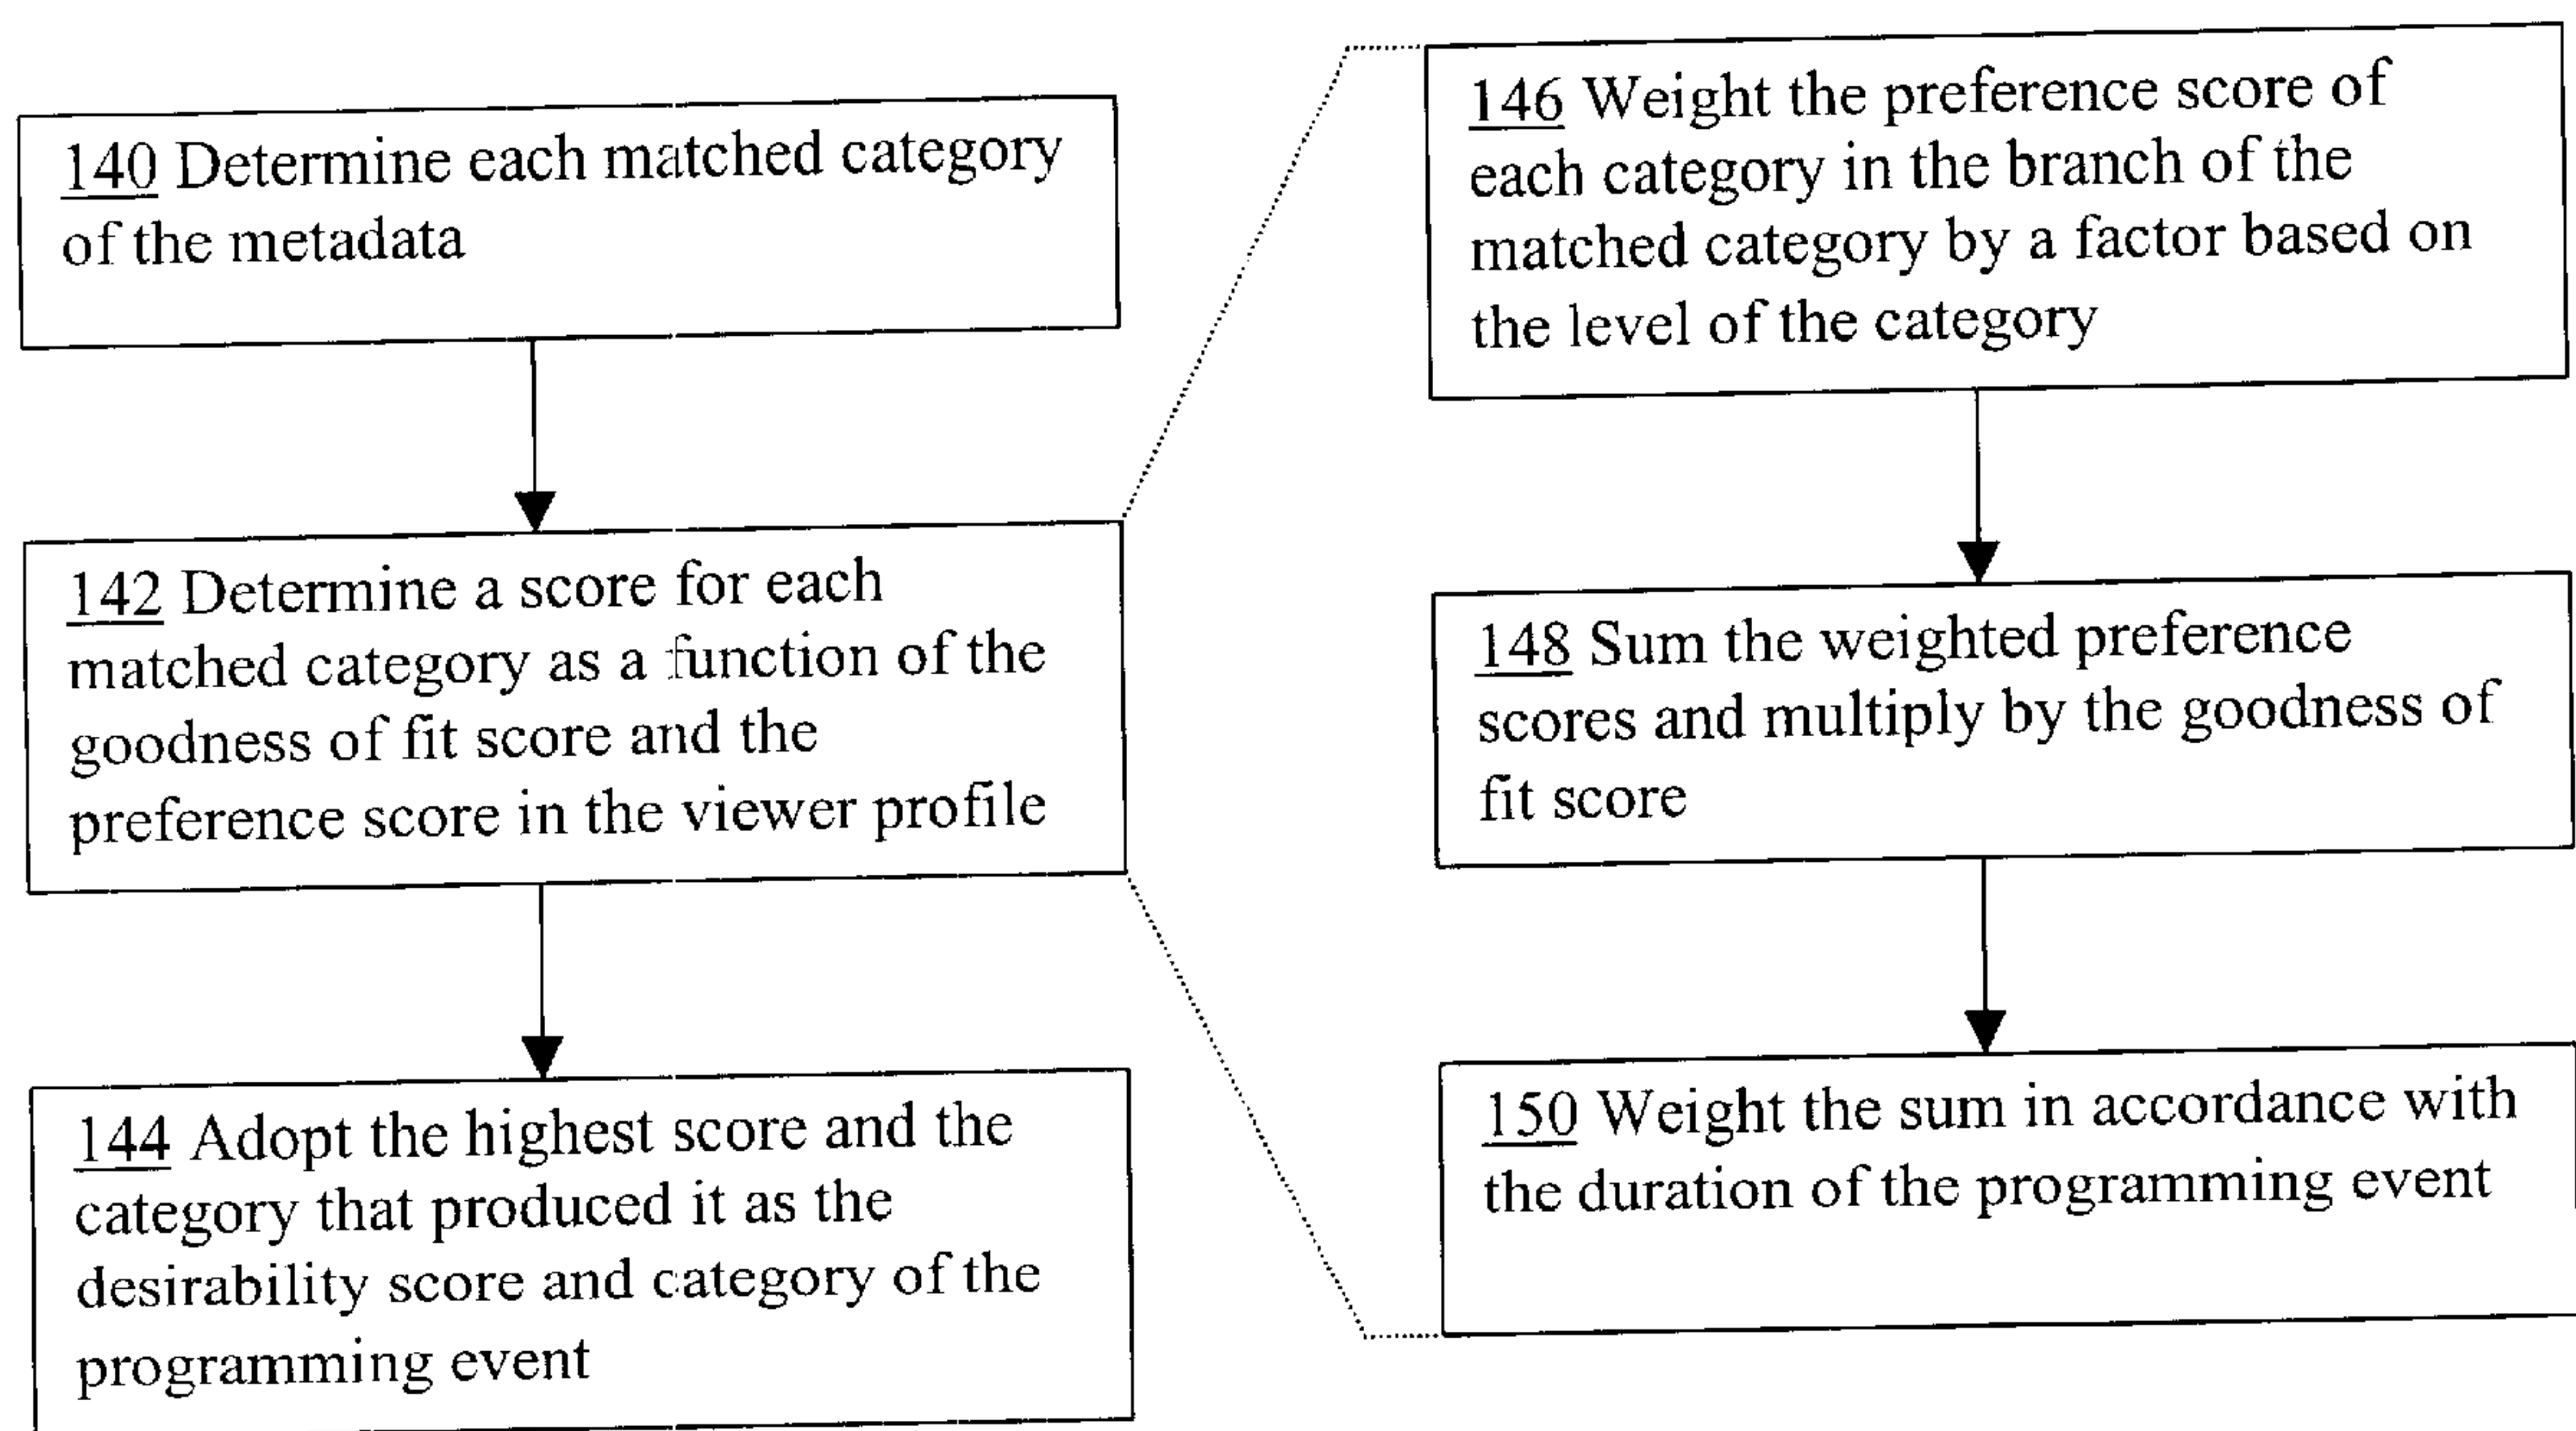 140 Determine each matched category
of the metadata
142 Determine a score for each
matched category as a function of the
goodness of fit score and the
preference score in the viewer profile
144 Adopt the highest score and the
category that produced it as the
desirability score and category of the
programming event
146 Weight the preference score of
each category in the branch of the
matched category by a factor based on
the level of the category
148 Sum the weighted preference
scores and multiply by the goodness of
fit score
150 Weight the sum in accordance with
the duration of the programming event